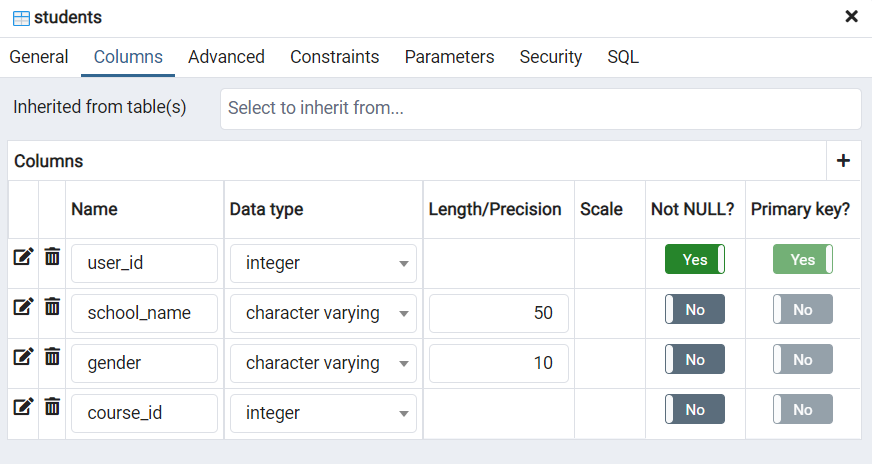 students
General Columns Advanced Constraints Parameters Security SQL
Inherited from table(s) Select to inherit from...
Columns
Name Data type Length/Precision Scale Not NULL? Primary key?
user_id integer Yes Yes
school_name character varying 50 No No
gender character varying 10 No No
course_id integer No No